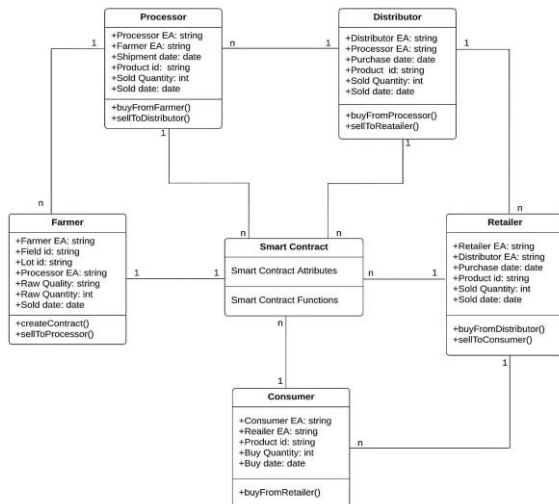 Processor
+Processor EA: string
+Farmer EA: string
+Shipment date: date
+Product id: string
+Sold Quantity: int
+Sold date: date
+buyFromFarmer()
+sellToDistributor()
Distributor
+Distributor EA: string
+Processor EA: string
+Purchase date: date
+Product id: string
+Sold Quantity: int
+Sold date: date
+buyFromProcessor()
+sellToReatailer()
1
n
1
1
1
1
n
n
n
n
Farmer
+Farmer EA: string
+Field id: string
+Lot id: string
+Processor EA: string
+Raw Quality: string
+Raw Quantity: int
+Sold date: date
+createContract()
+sellToProcessor()
1
1
Smart Contract
Smart Contract Attributes
Smart Contract Functions
n
1
Retailer
+Retailer EA: string
+Distributor EA: string
+Purchase date: date
+Product id: string
+Sold Quantity: int
+Sold date: date
+buyFromDistributor()
+sellToConsumer()
n
1
1
n
Consumer
+Consumer EA: string
+Reailer EA: string
+Product id: string
+Buy Quantity: int
+Buy date: date
+buyFromRetailer()